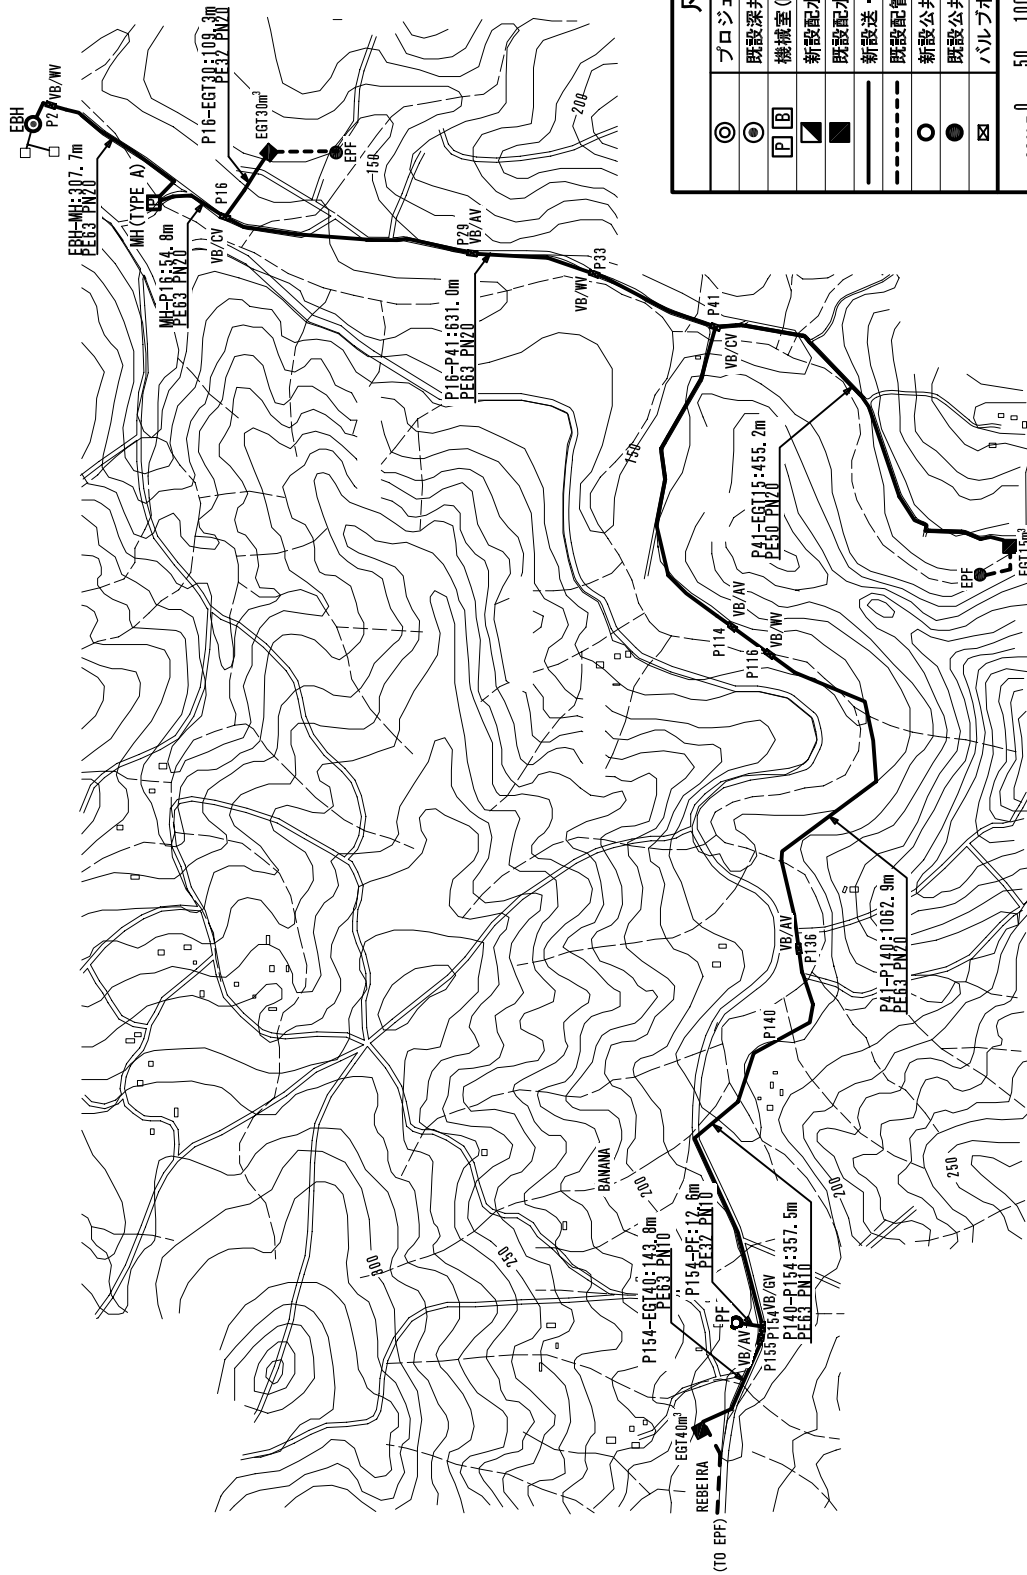 EBH
P2
VB/WV
EBH-MH:307.7m
PE63 PN20
MH(TYPE A)
P
MH-P16:54.8m
PE63 PN20
P16
VB/CV
P16-EGT30:109.3m
PE32 PN20
EGT30m³
EPF
150
200
P29
VB/AV
P16-P41:631.0m
PE63 PN20
P33
VB/WV
P41
VB/CV
150
P41-EGT15:455.2m
PE50 PN20
EPF
EGT15m³
P114
VB/AV
P116
VB/WV
P41-P140:1062.9m
PE63 PN20
VB/AV
P136
P140
BANANA
200
250
300
200
250
P154-EGT40:143.8m
PE63 PN10
P154-PF:12.6m
PE32 PN10
P140-P154:357.5m
PE63 PN10
PF
VB/AV
P155
P154
VB/GV
EGT40m³
REBEIRA
(TO EPF)
プロジェ
既設深井
P B 機械室(
新設配水
既設配水
新設送・
既設配管
新設公共
既設公共
バルブボ
0 50 100